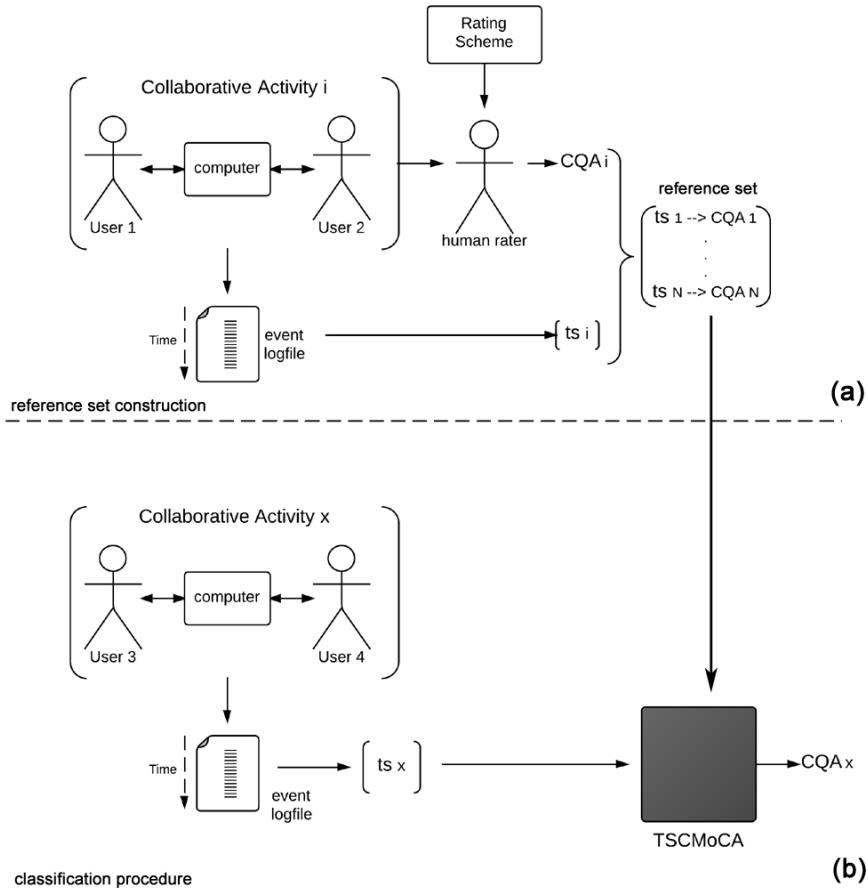 Rating
Scheme
Collaborative Activity i
computer
User 1
User 2
human rater
CQA i
reference set
ts 1 --> CQA 1
.
.
.
ts N --> CQA N
Time
event
logfile
ts i
(a)
reference set construction
Collaborative Activity x
computer
User 3
User 4
Time
event
logfile
ts x
CQA x
TSCMoCA
(b)
classification procedure